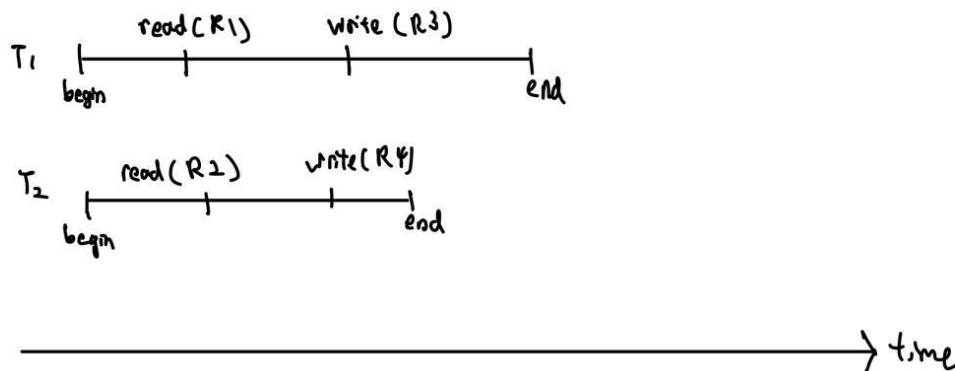 read(R1) write (R3)
T1
begin end
read(R2) write(R4)
T2
begin end
time